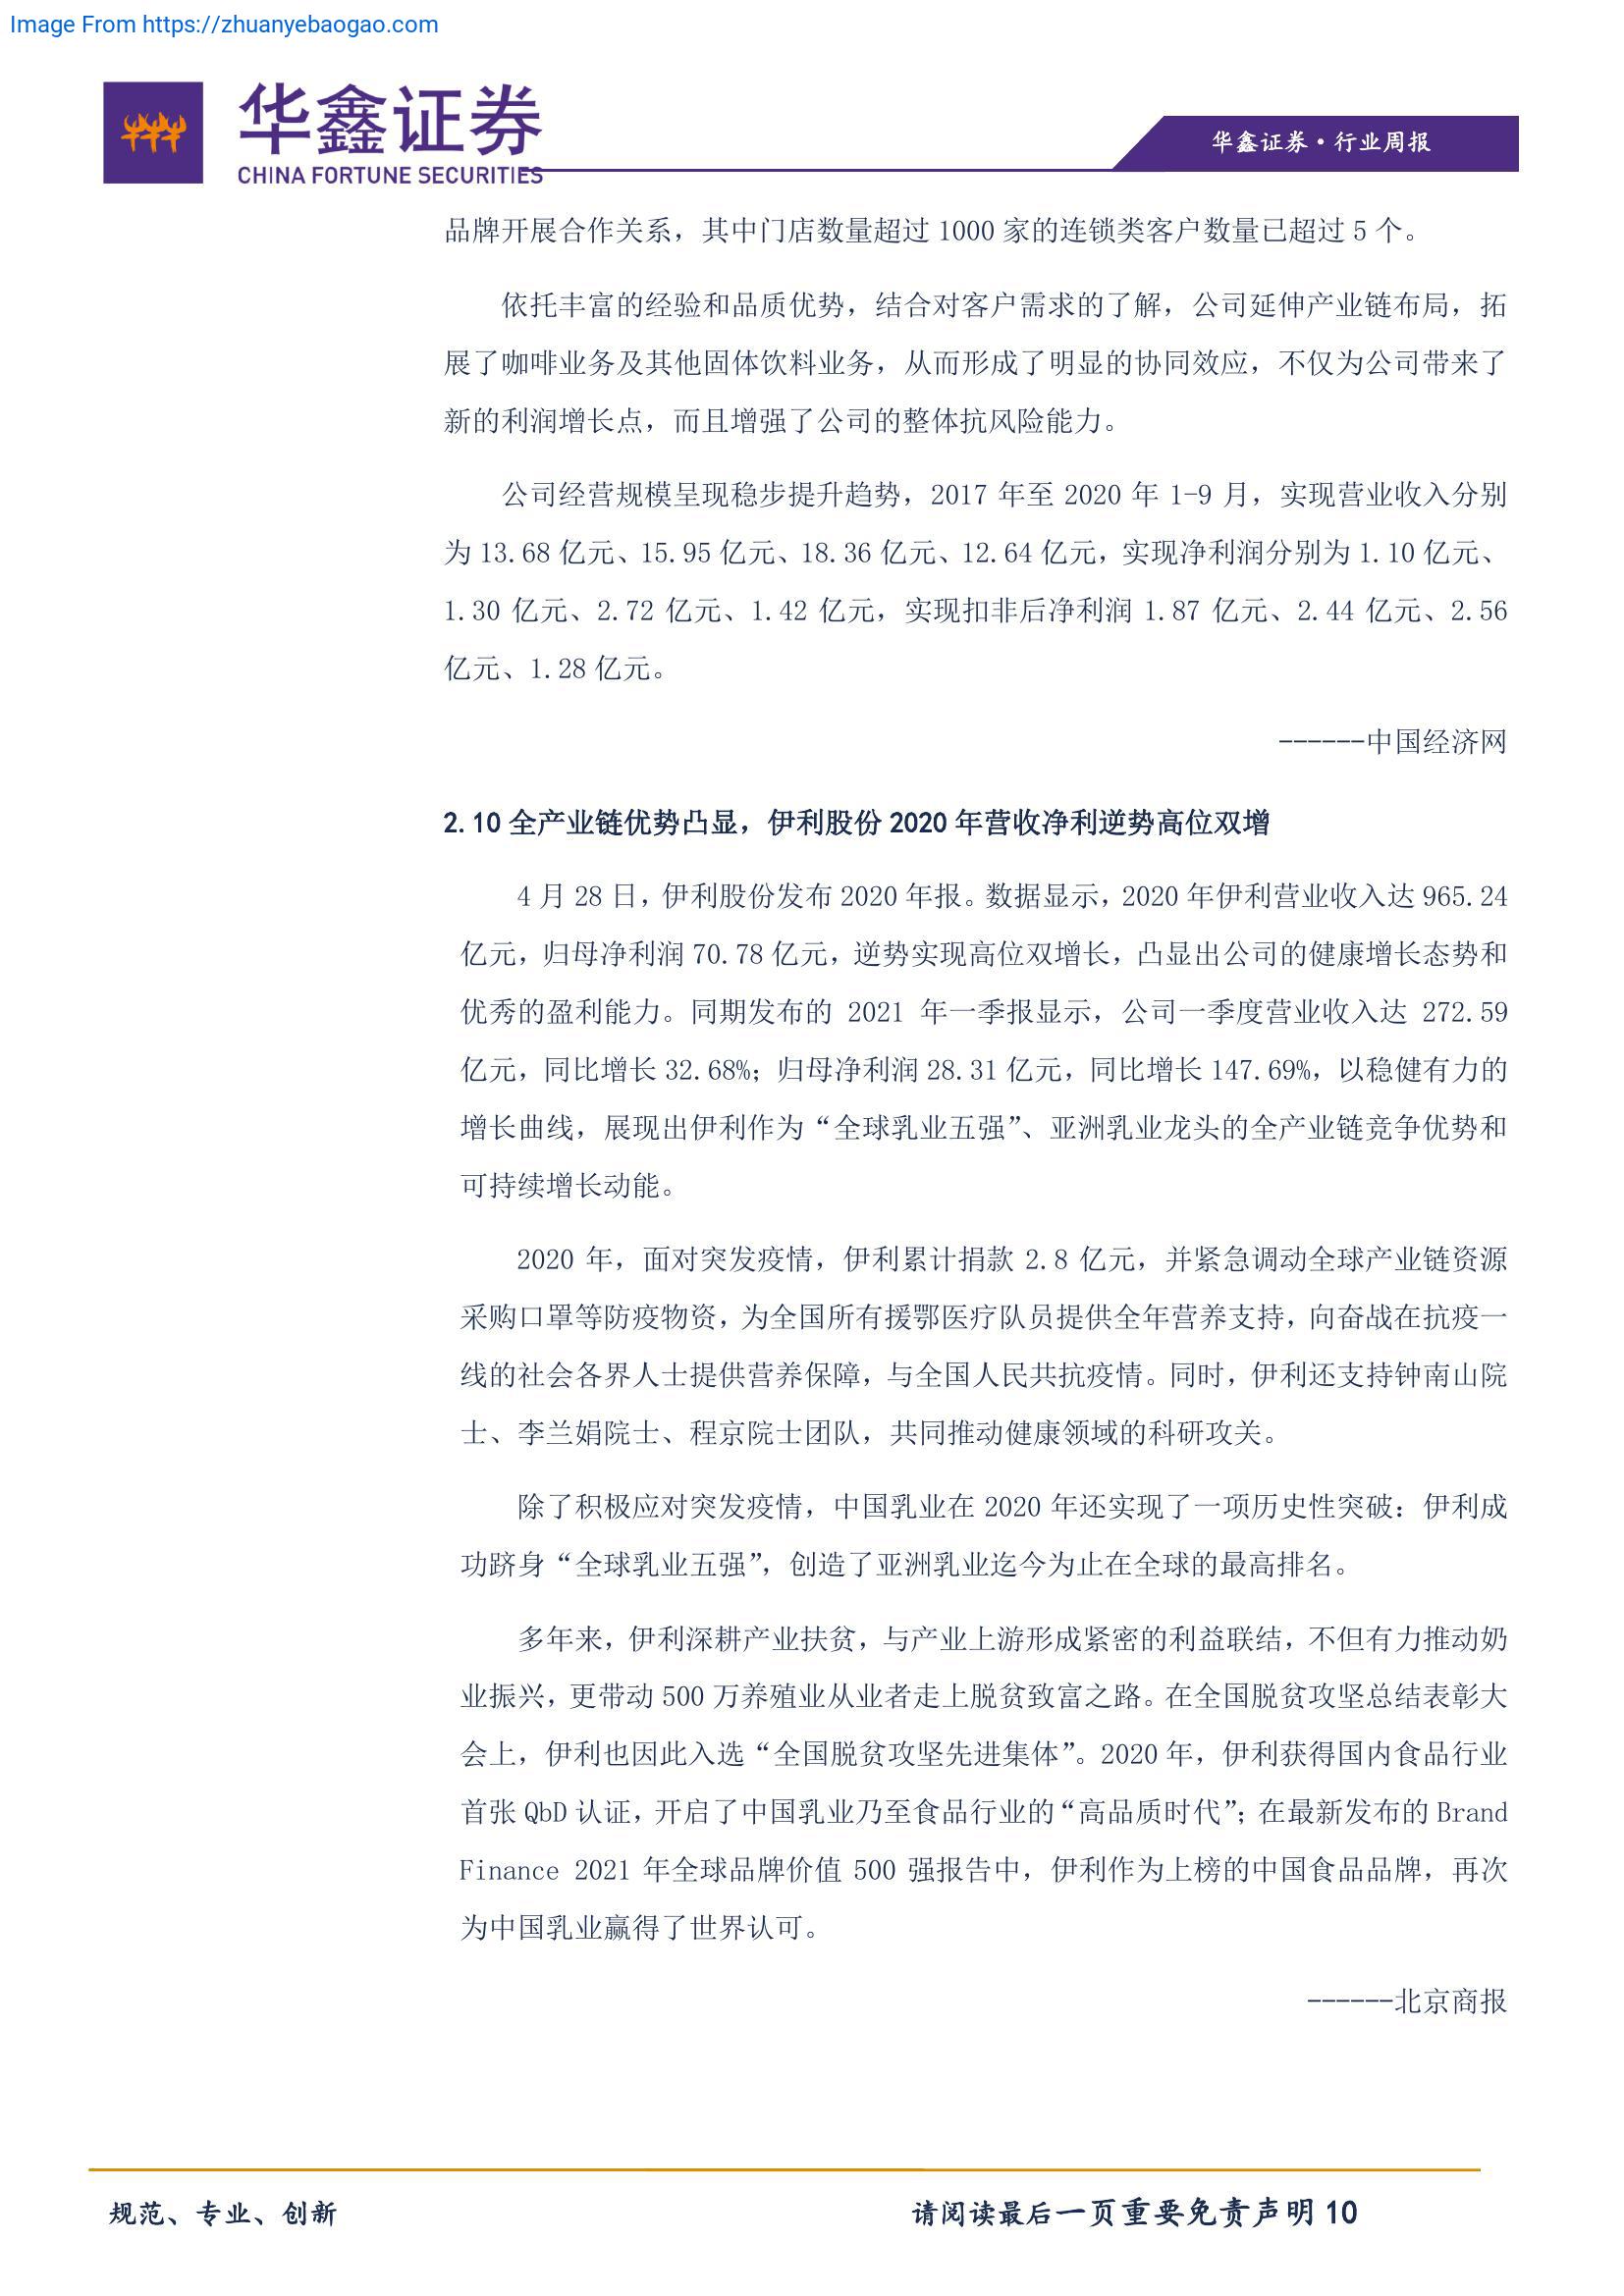 Image From https://zhuanyebaogao.com
华鑫证券
CHINA FORTUNE SECURITIES
华鑫证券·行业周报
品牌开展合作关系，其中门店数量超过 1000 家的连锁类客户数量已超过 5 个。
依托丰富的经验和品质优势，结合对客户需求的了解，公司延伸产业链布局，拓
展了咖啡业务及其他固体饮料业务，从而形成了明显的协同效应，不仅为公司带来了
新的利润增长点，而且增强了公司的整体抗风险能力。
公司经营规模呈现稳步提升趋势，2017 年至 2020 年 1-9 月，实现营业收入分别
为 13.68 亿元、15.95 亿元、18.36 亿元、12.64 亿元，实现净利润分别为 1.10 亿元、
1.30 亿元、2.72 亿元、1.42 亿元，实现扣非后净利润 1.87 亿元、2.44 亿元、2.56
亿元、1.28 亿元。
------中国经济网
2.10 全产业链优势凸显，伊利股份 2020 年营收净利逆势高位双增
4 月 28 日，伊利股份发布 2020 年报。数据显示，2020 年伊利营业收入达 965.24
亿元，归母净利润 70.78 亿元，逆势实现高位双增长，凸显出公司的健康增长态势和
优秀的盈利能力。同期发布的 2021 年一季报显示，公司一季度营业收入达 272.59
亿元，同比增长 32.68%；归母净利润 28.31 亿元，同比增长 147.69%，以稳健有力的
增长曲线，展现出伊利作为“全球乳业五强”、亚洲乳业龙头的全产业链竞争优势和
可持续增长动能。
2020 年，面对突发疫情，伊利累计捐款 2.8 亿元，并紧急调动全球产业链资源
采购口罩等防疫物资，为全国所有援鄂医疗队员提供全年营养支持，向奋战在抗疫一
线的社会各界人士提供营养保障，与全国人民共抗疫情。同时，伊利还支持钟南山院
士、李兰娟院士、程京院士团队，共同推动健康领域的科研攻关。
除了积极应对突发疫情，中国乳业在 2020 年还实现了一项历史性突破：伊利成
功跻身“全球乳业五强”，创造了亚洲乳业迄今为止在全球的最高排名。
多年来，伊利深耕产业扶贫，与产业上游形成紧密的利益联结，不但有力推动奶
业振兴，更带动 500 万养殖业从业者走上脱贫致富之路。在全国脱贫攻坚总结表彰大
会上，伊利也因此入选“全国脱贫攻坚先进集体”。2020 年，伊利获得国内食品行业
首张 QbD 认证，开启了中国乳业乃至食品行业的“高品质时代”；在最新发布的 Brand
Finance 2021 年全球品牌价值 500 强报告中，伊利作为上榜的中国食品品牌，再次
为中国乳业赢得了世界认可。
------北京商报
规范、专业、创新
请阅读最后一页重要免责声明 10